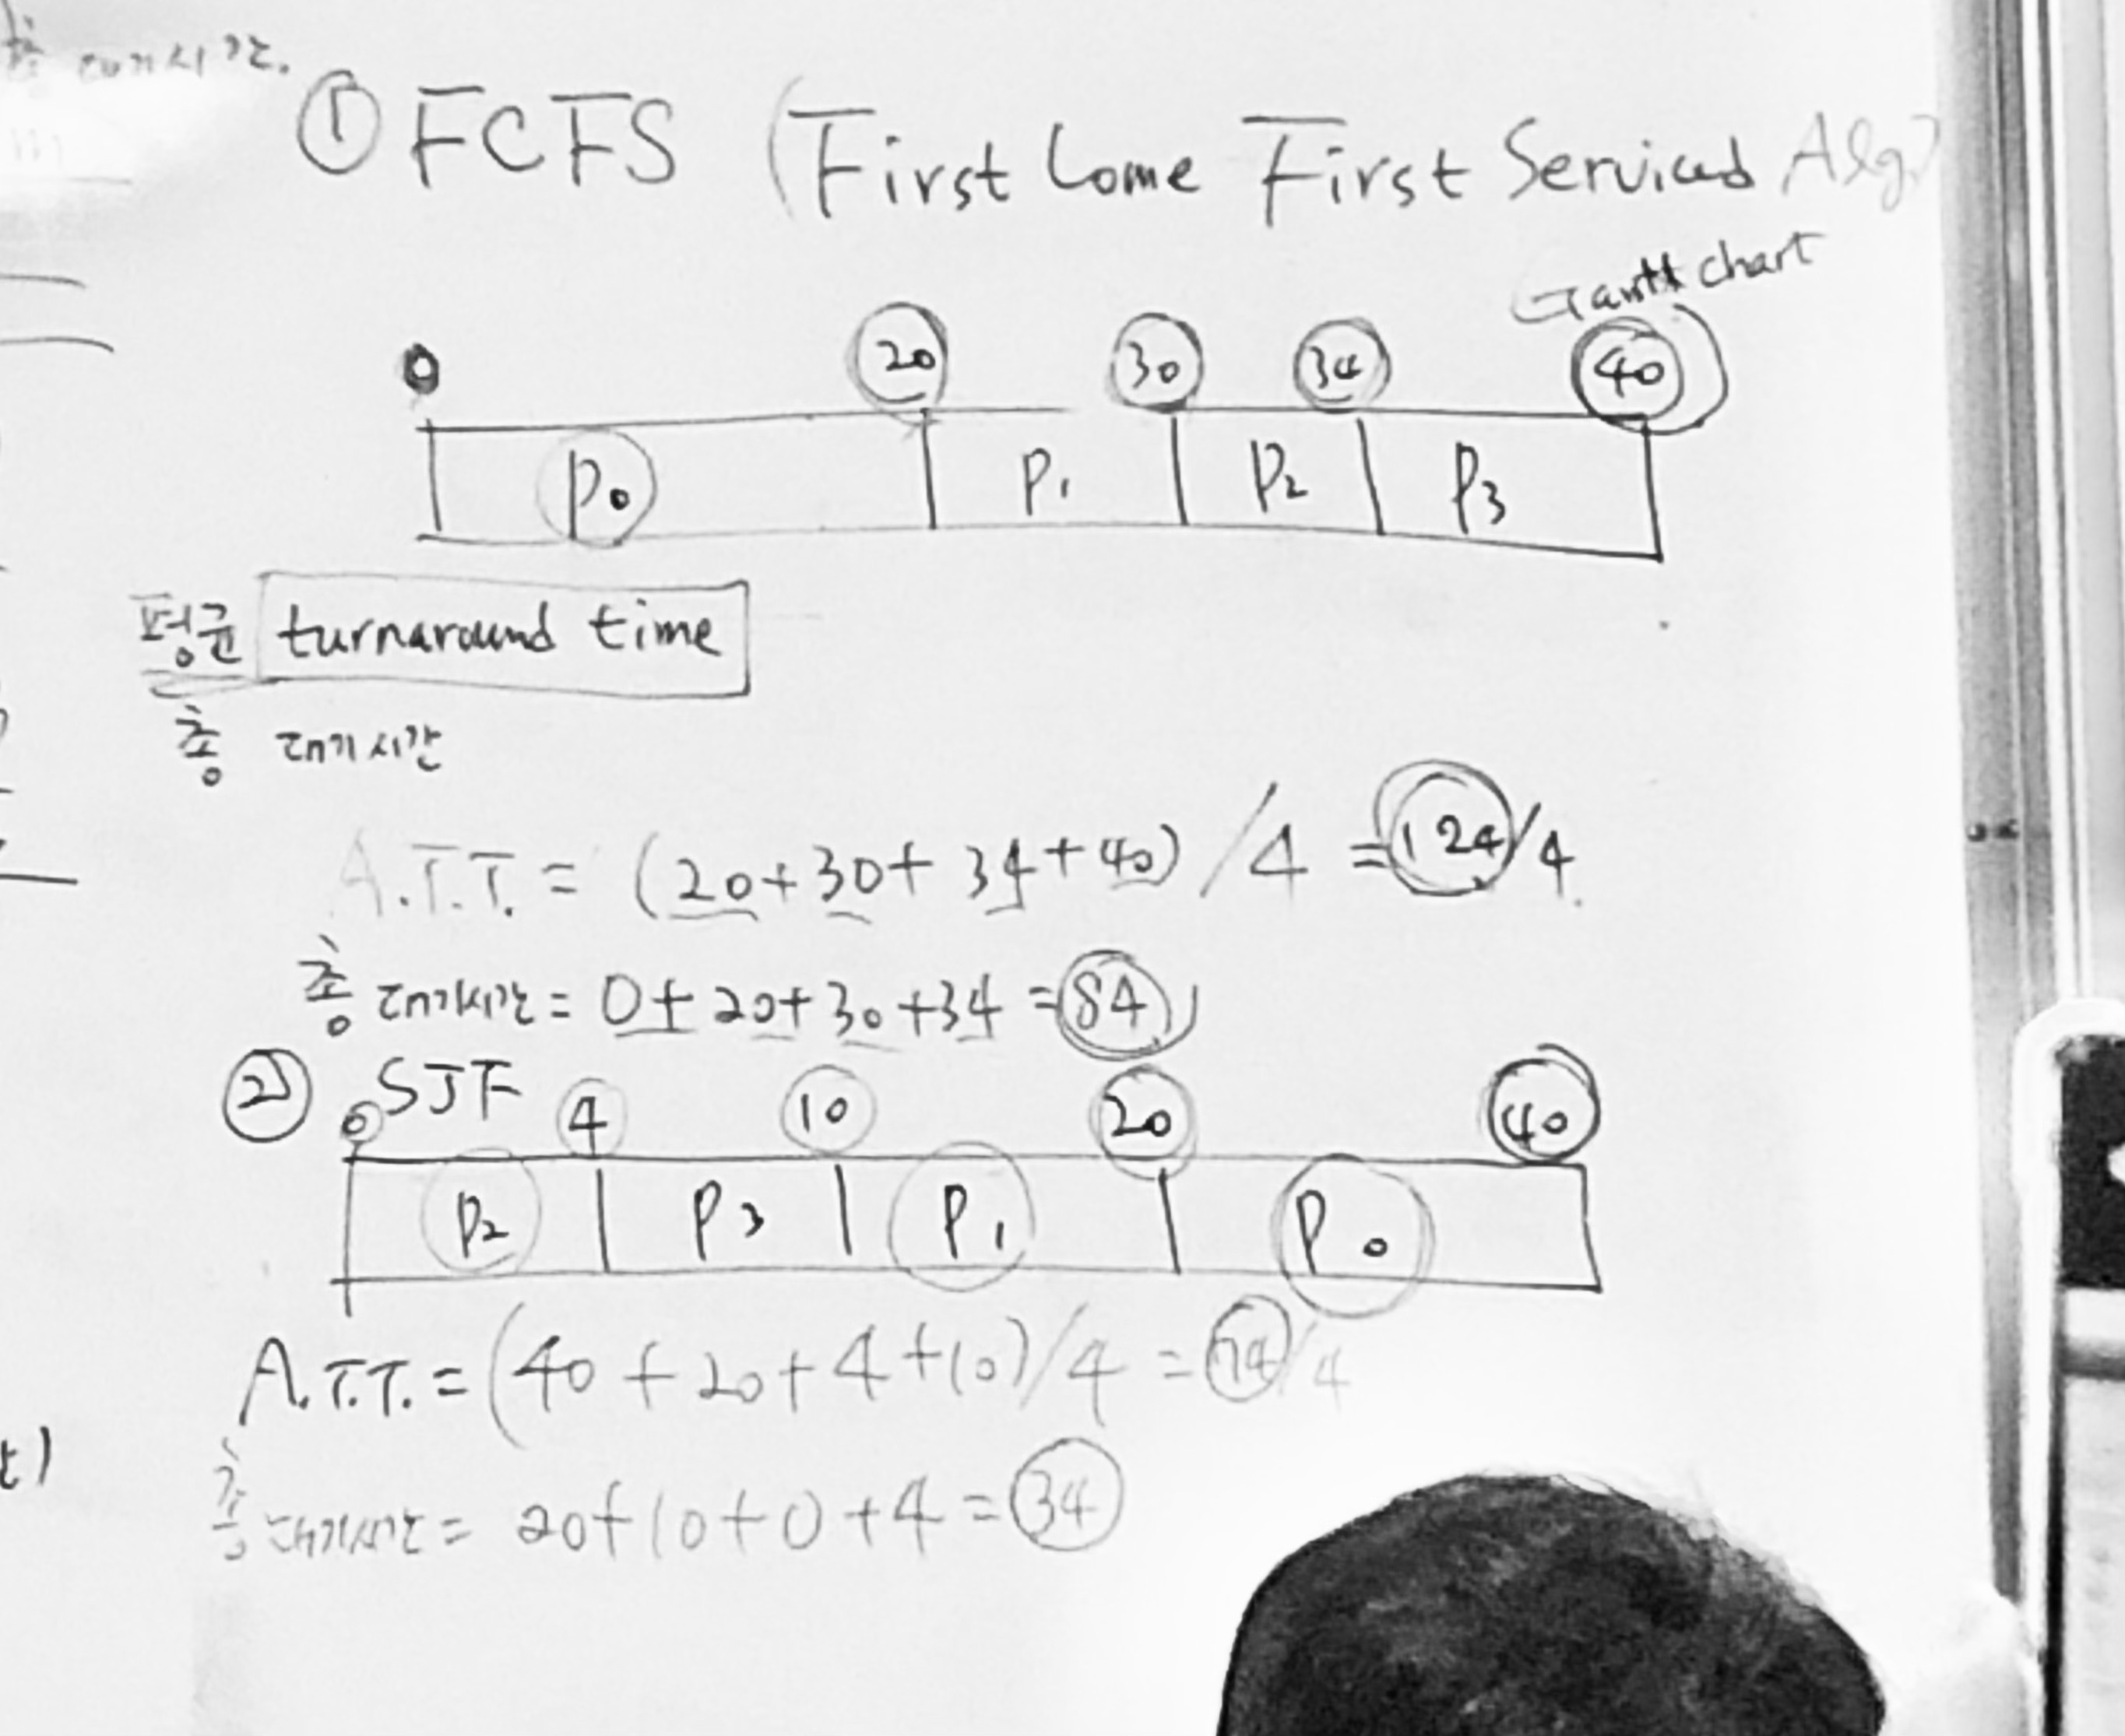 총 대기시간.
① FCFS (First Come First Serviced Alg.)
Gantt chart
0 20 30 34 40
P0 P1 P2 P3
평균 turnaround time
총 대기시간
A.T.T. = (20+30+34+40)/4 = 124/4.
총 대기시간 = 0+20+30+34 = 84
② SJF
0 4 10 20 40
P2 P3 P1 P0
A.T.T. = (40+20+4+10)/4 = 74/4
총 대기시간 = 20+10+0+4 = 34